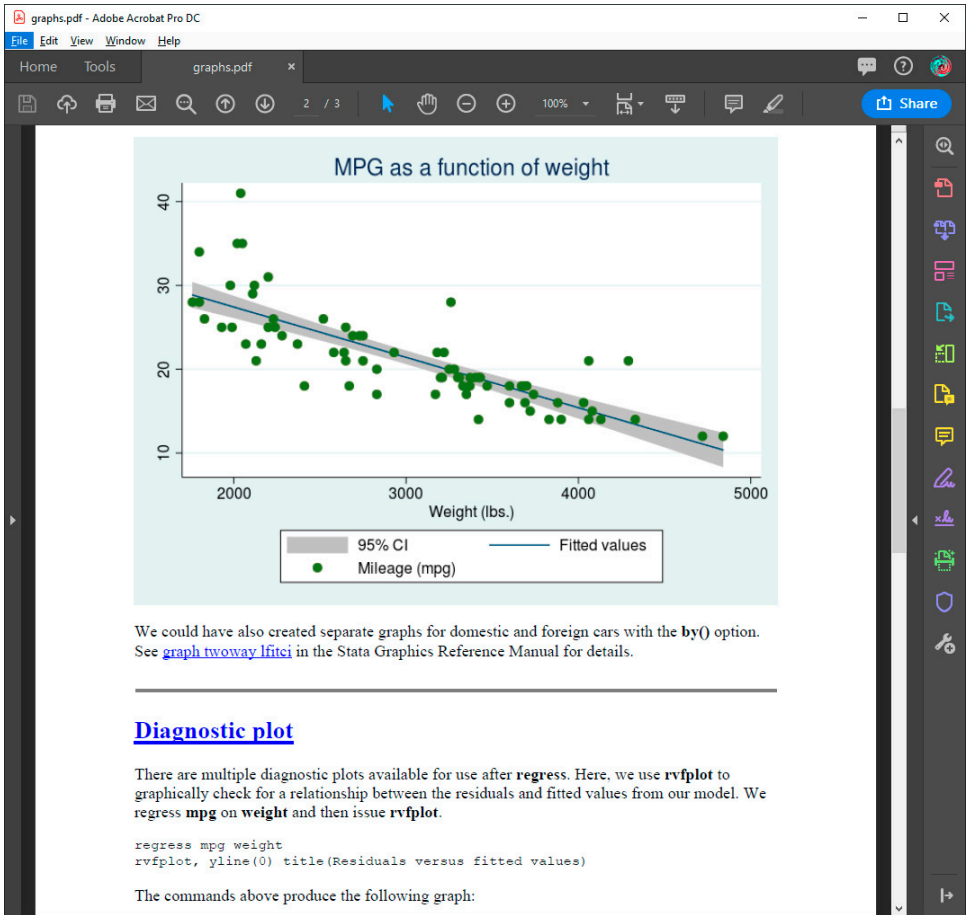 graphs.pdf - Adobe Acrobat Pro DC
File Edit View Window Help
Home Tools graphs.pdf ×
2 / 3 100% Share
MPG as a function of weight
40
30
20
10
2000 3000 4000 5000
Weight (lbs.)
95% CI Fitted values
Mileage (mpg)
We could have also created separate graphs for domestic and foreign cars with the by() option.
See graph twoway lfitci in the Stata Graphics Reference Manual for details.
Diagnostic plot
There are multiple diagnostic plots available for use after regress. Here, we use rvfplot to
graphically check for a relationship between the residuals and fitted values from our model. We
regress mpg on weight and then issue rvfplot.
regress mpg weight
rvfplot, yline(0) title(Residuals versus fitted values)
The commands above produce the following graph: